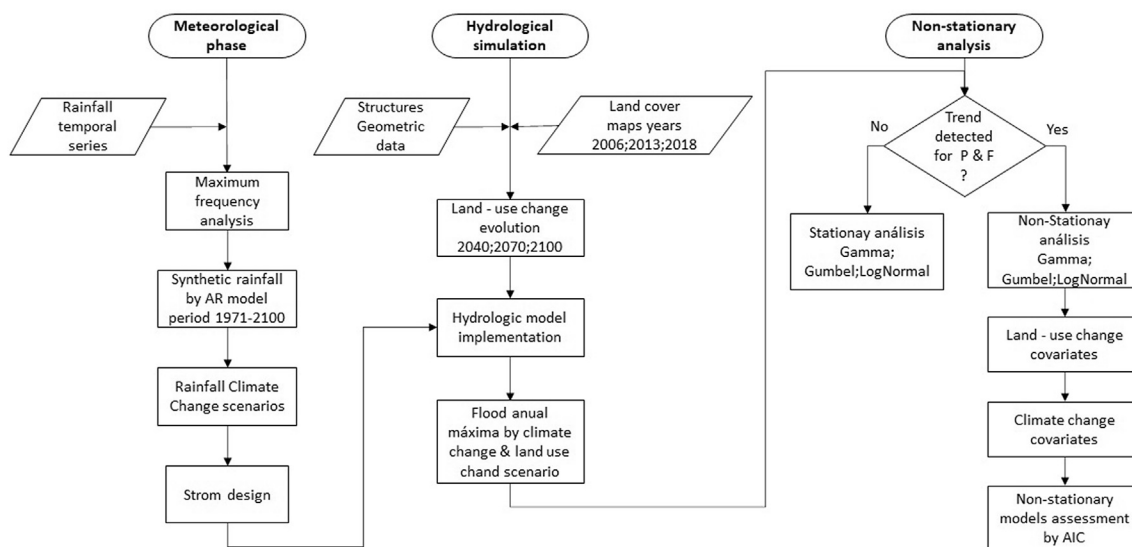 Meteorological
phase
Rainfall
temporal
series
Maximum
frequency
analysis
Synthetic rainfall
by AR model
period 1971-2100
Rainfall Climate
Change scenarios
Strom design
Hydrological
simulation
Structures
Geometric
data
Land cover
maps years
2006;2013;2018
Land - use change
evolution
2040;2070;2100
Hydrologic model
implementation
Flood anual
máxima by climate
change & land use
chand scenario
Non-stationary
analysis
Trend
detected
for P & F
?
No
Yes
Stationay análisis
Gamma;
Gumbel;LogNormal
Non-Stationay
análisis
Gamma;
Gumbel;LogNormal
Land - use change
covariates
Climate change
covariates
Non-stationary
models assessment
by AIC